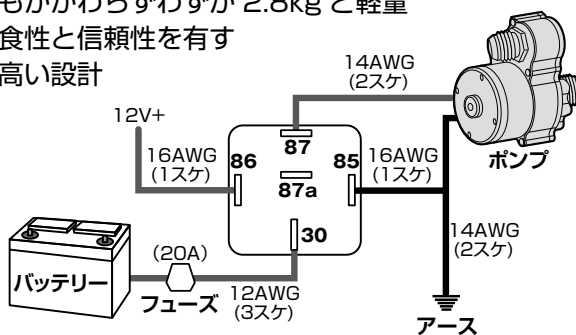 もかかわらずわずか 2.8kg と軽量
食性と信頼性を有す
高い設計
14AWG
(2スケ)
12V+
16AWG
(1スケ)
86
87
85
87a
30
16AWG
(1スケ)
ポンプ
14AWG
(2スケ)
バッテリー
(20A)
フューズ
12AWG
(3スケ)
アース